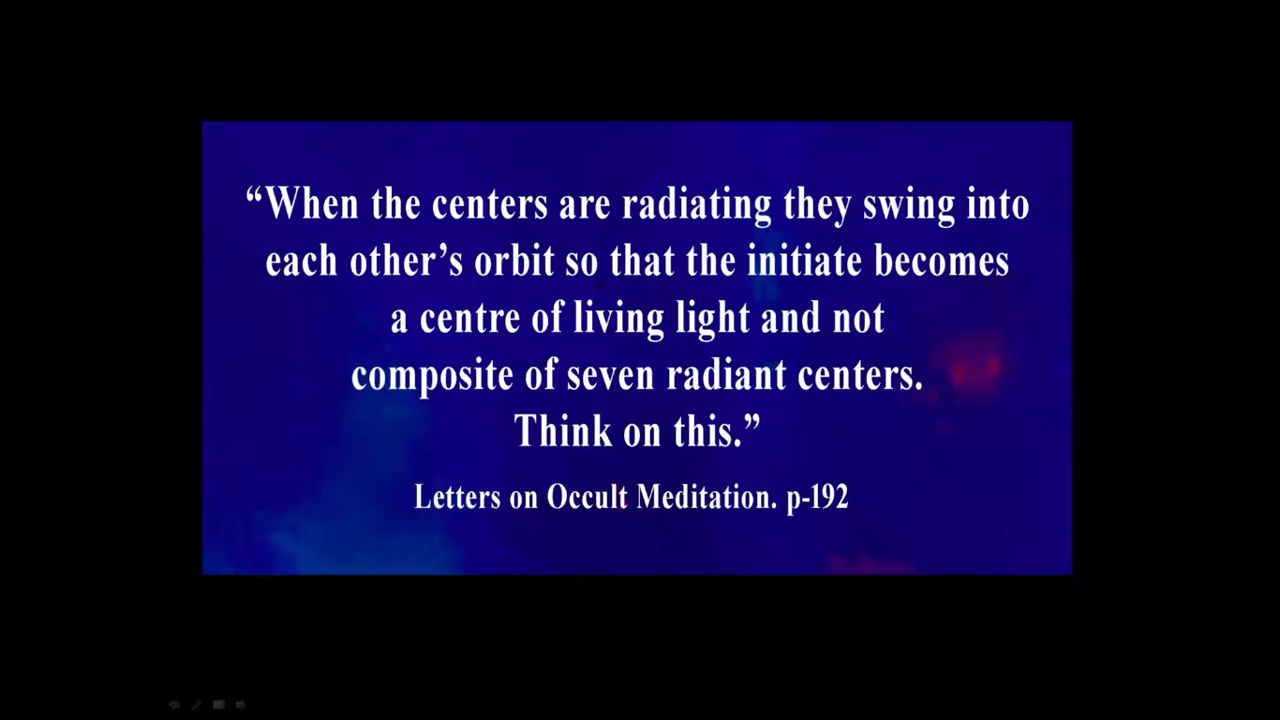 “When the centers are radiating they swing into
each other’s orbit so that the initiate becomes
a centre of living light and not
composite of seven radiant centers.
Think on this.”
Letters on Occult Meditation. p-192